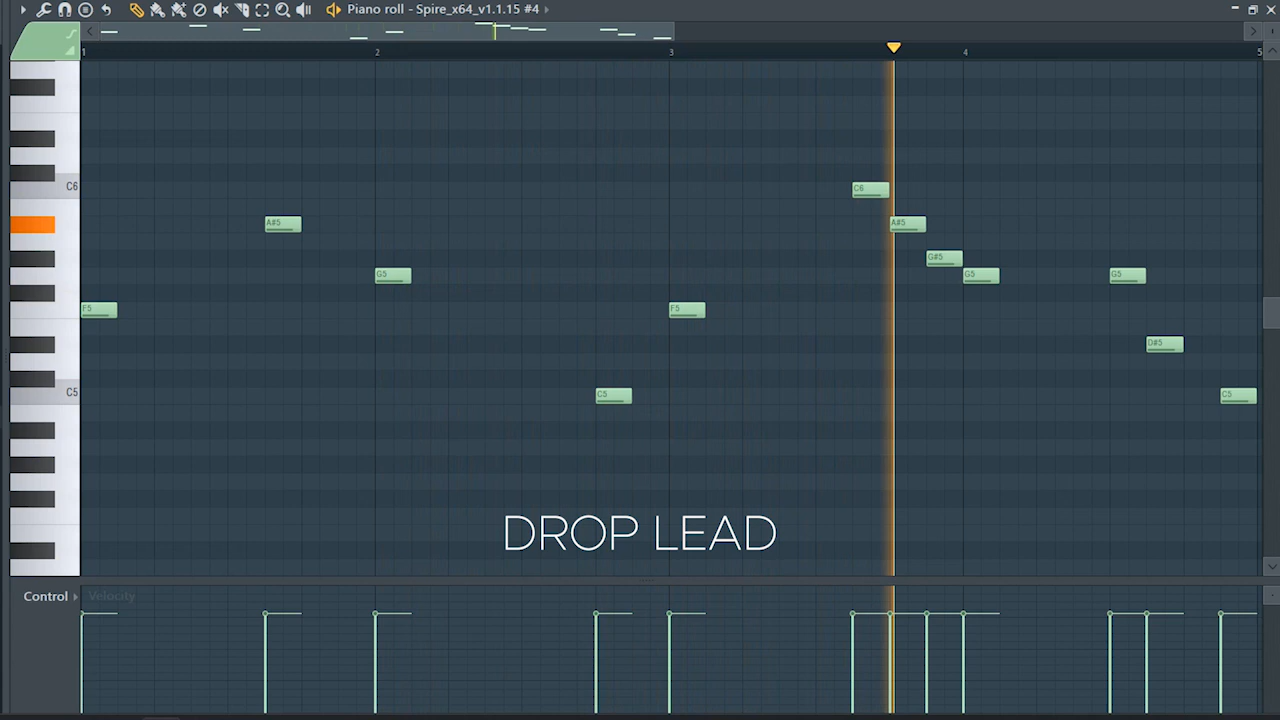 Piano roll - Spire_x64_v1.1.15 #4
1 2 3 4 5
C6
C6
A#5
A#5
G#5
G5
G5
G5
F5
F5
D#5
C5
C5
C5
DROP LEAD
Control
Velocity